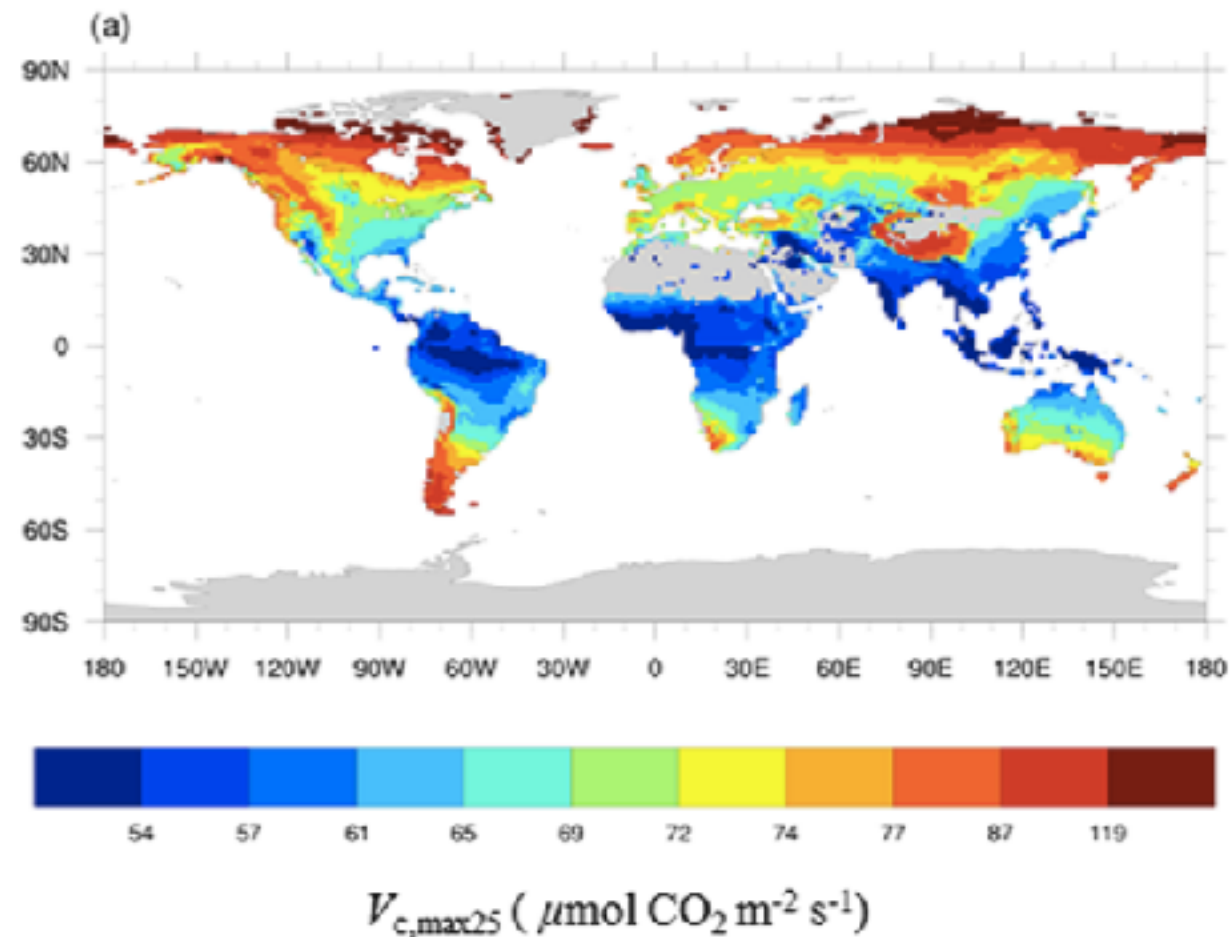 (a)
90N
60N
30N
0
30S
60S
90S
180 150W 120W 90W 60W 30W 0 30E 60E 90E 120E 150E 180
54 57 61 65 69 72 74 77 87 119
V_c,max25 ( μmol CO₂ m⁻² s⁻¹)